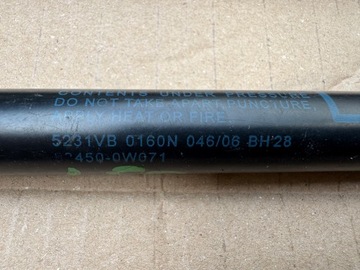 CONTENTS UNDER PRESSURE
DO NOT TAKE APART PUNCTURE
APPLY HEAT OR FIRE
5231VB 0160N 046/06 BH 28
450-0W071